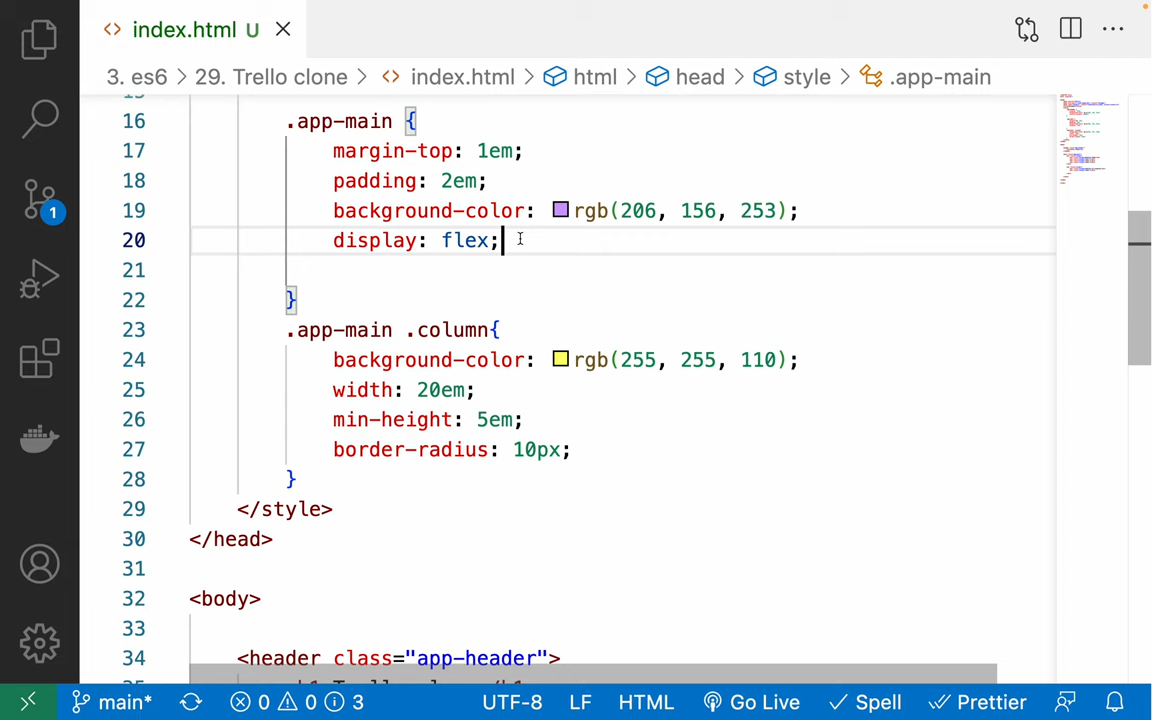 index.html U
3. es6 > 29. Trello clone > index.html > html > head > style > .app-main
16 .app-main {
17 margin-top: 1em;
18 padding: 2em;
19 background-color: rgb(206, 156, 253);
20 display: flex;
21
22 }
23 .app-main .column{
24 background-color: rgb(255, 255, 110);
25 width: 20em;
26 min-height: 5em;
27 border-radius: 10px;
28 }
29 </style>
30 </head>
31
32 <body>
33
34 <header class="app-header">
1
main* 0 0 3 UTF-8 LF HTML Go Live Spell Prettier